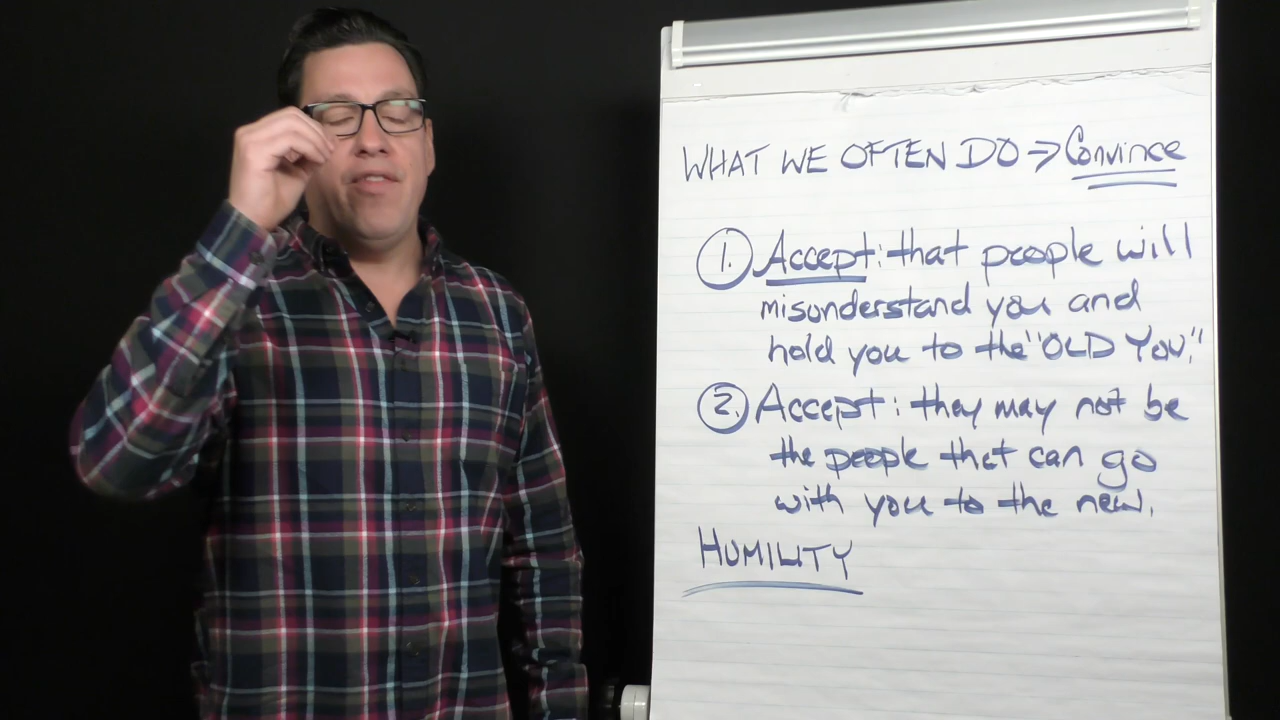 WHAT WE OFTEN DO → Convince
1. Accept: that people will
misunderstand you and
hold you to the "OLD YOU."
2. Accept: they may not be
the people that can go
with you to the new.
HUMILITY